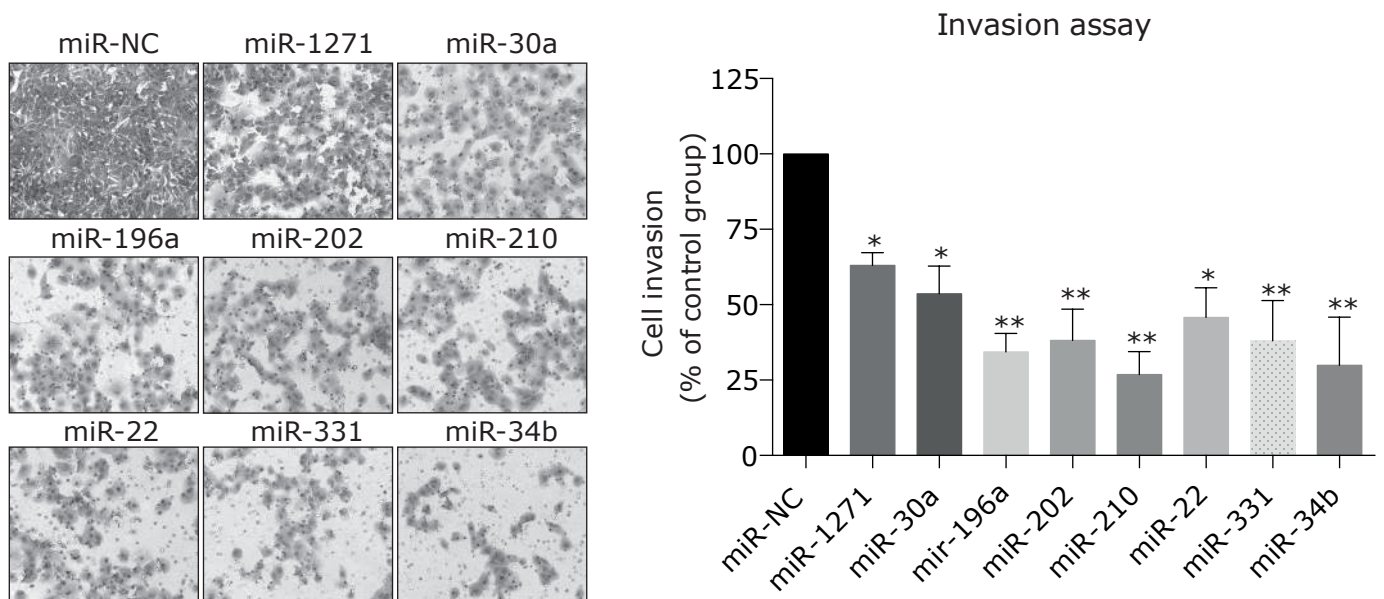 miR-NC miR-1271 miR-30a
miR-196a miR-202 miR-210
miR-22 miR-331 miR-34b
Invasion assay
Cell invasion
(% of control group)
125
100
75
50
25
0
* * ** ** ** * ** **
miR-NC
miR-1271
miR-30a
mir-196a
miR-202
miR-210
miR-22
miR-331
miR-34b